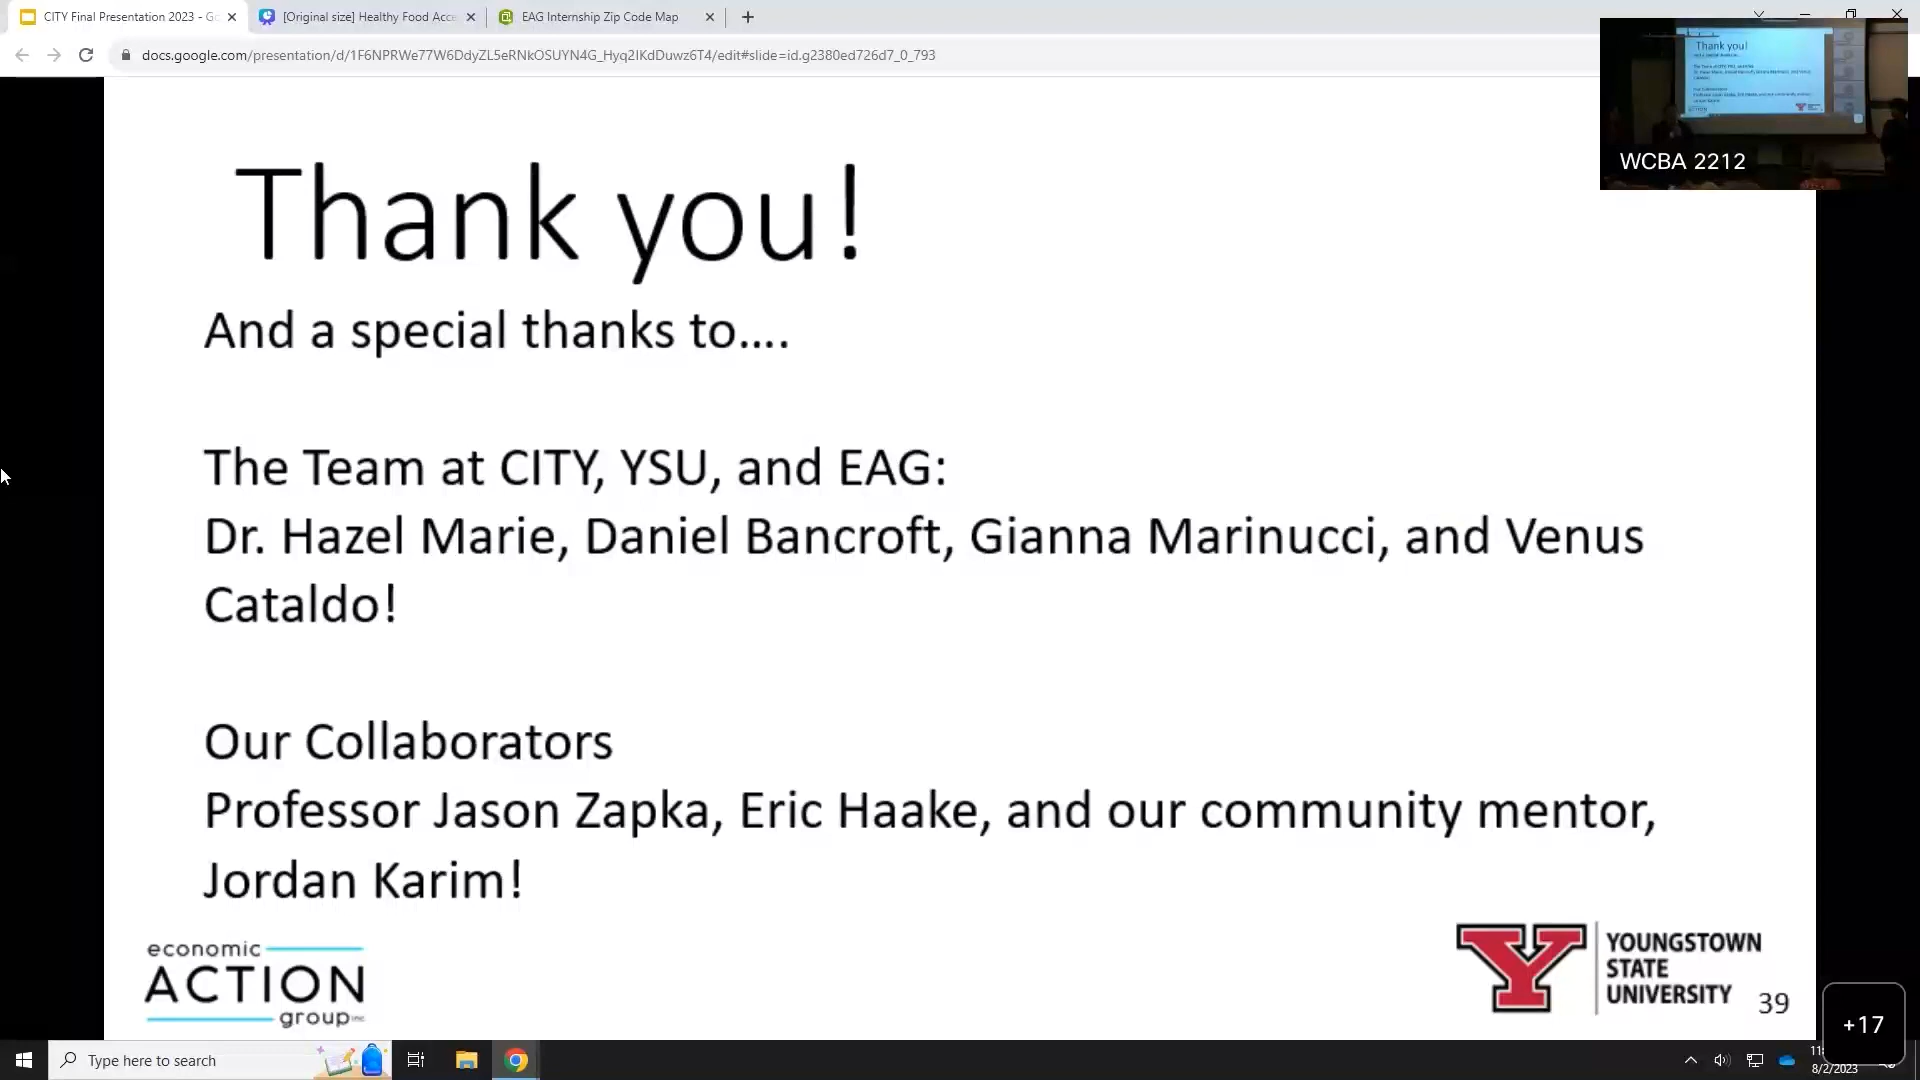 CITY Final Presentation 2023 - Go
[Original size] Healthy Food Acce
EAG Internship Zip Code Map
docs.google.com/presentation/d/1F6NPRWe77W6DdyZL5eRNkOSUYN4G_Hyq2IKdDuwz6T4/edit#slide=id.g2380ed726d7_0_793
Thank you!
WCBA 2212
Thank you!
And a special thanks to....
The Team at CITY, YSU, and EAG:
Dr. Hazel Marie, Daniel Bancroft, Gianna Marinucci, and Venus
Cataldo!
Our Collaborators
Professor Jason Zapka, Eric Haake, and our community mentor,
Jordan Karim!
economic
ACTION
group inc
Y
YOUNGSTOWN
STATE
UNIVERSITY
39
+17
Type here to search
8/2/2023